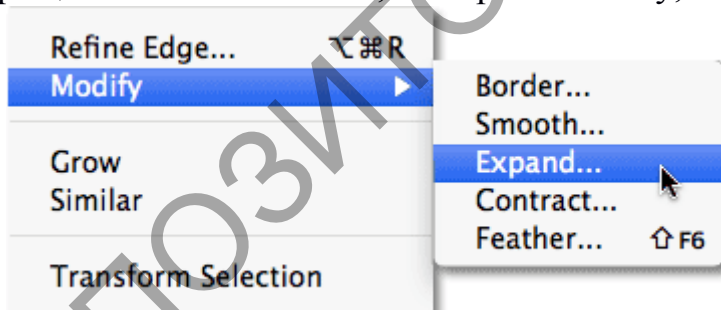 Refine Edge... ⌥⌘R
Modify ▶
Border...
Smooth...
Expand...
Contract...
Feather... ⇧F6
Grow
Similar
Transform Selection